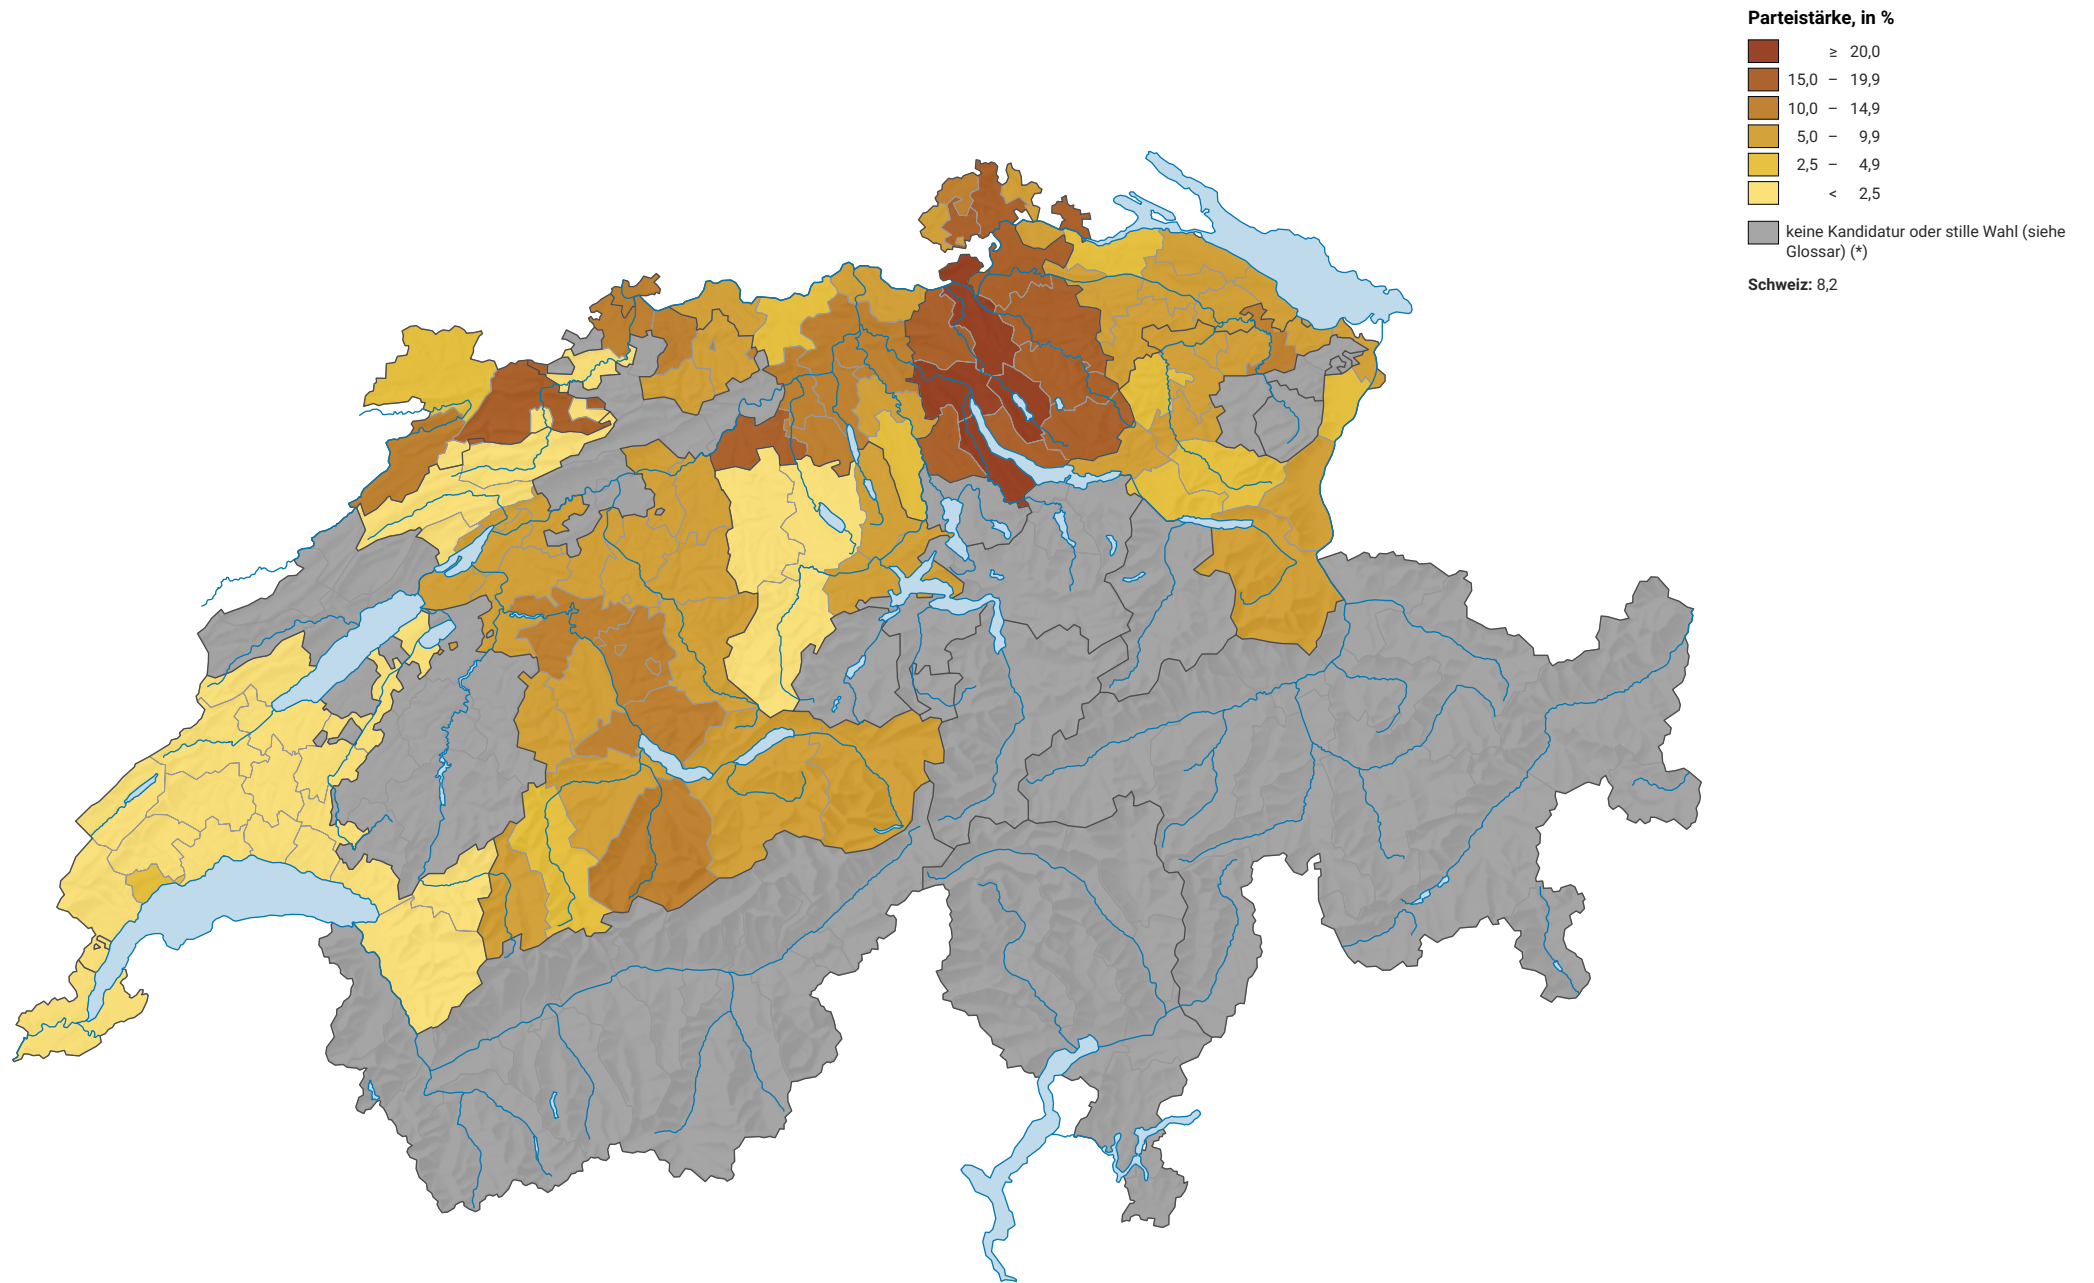 Parteistärke, in %
≥ 20,0
15,0 – 19,9
10,0 – 14,9
5,0 – 9,9
2,5 – 4,9
< 2,5
keine Kandidatur oder stille Wahl (siehe
Glossar) (*)
Schweiz: 8,2